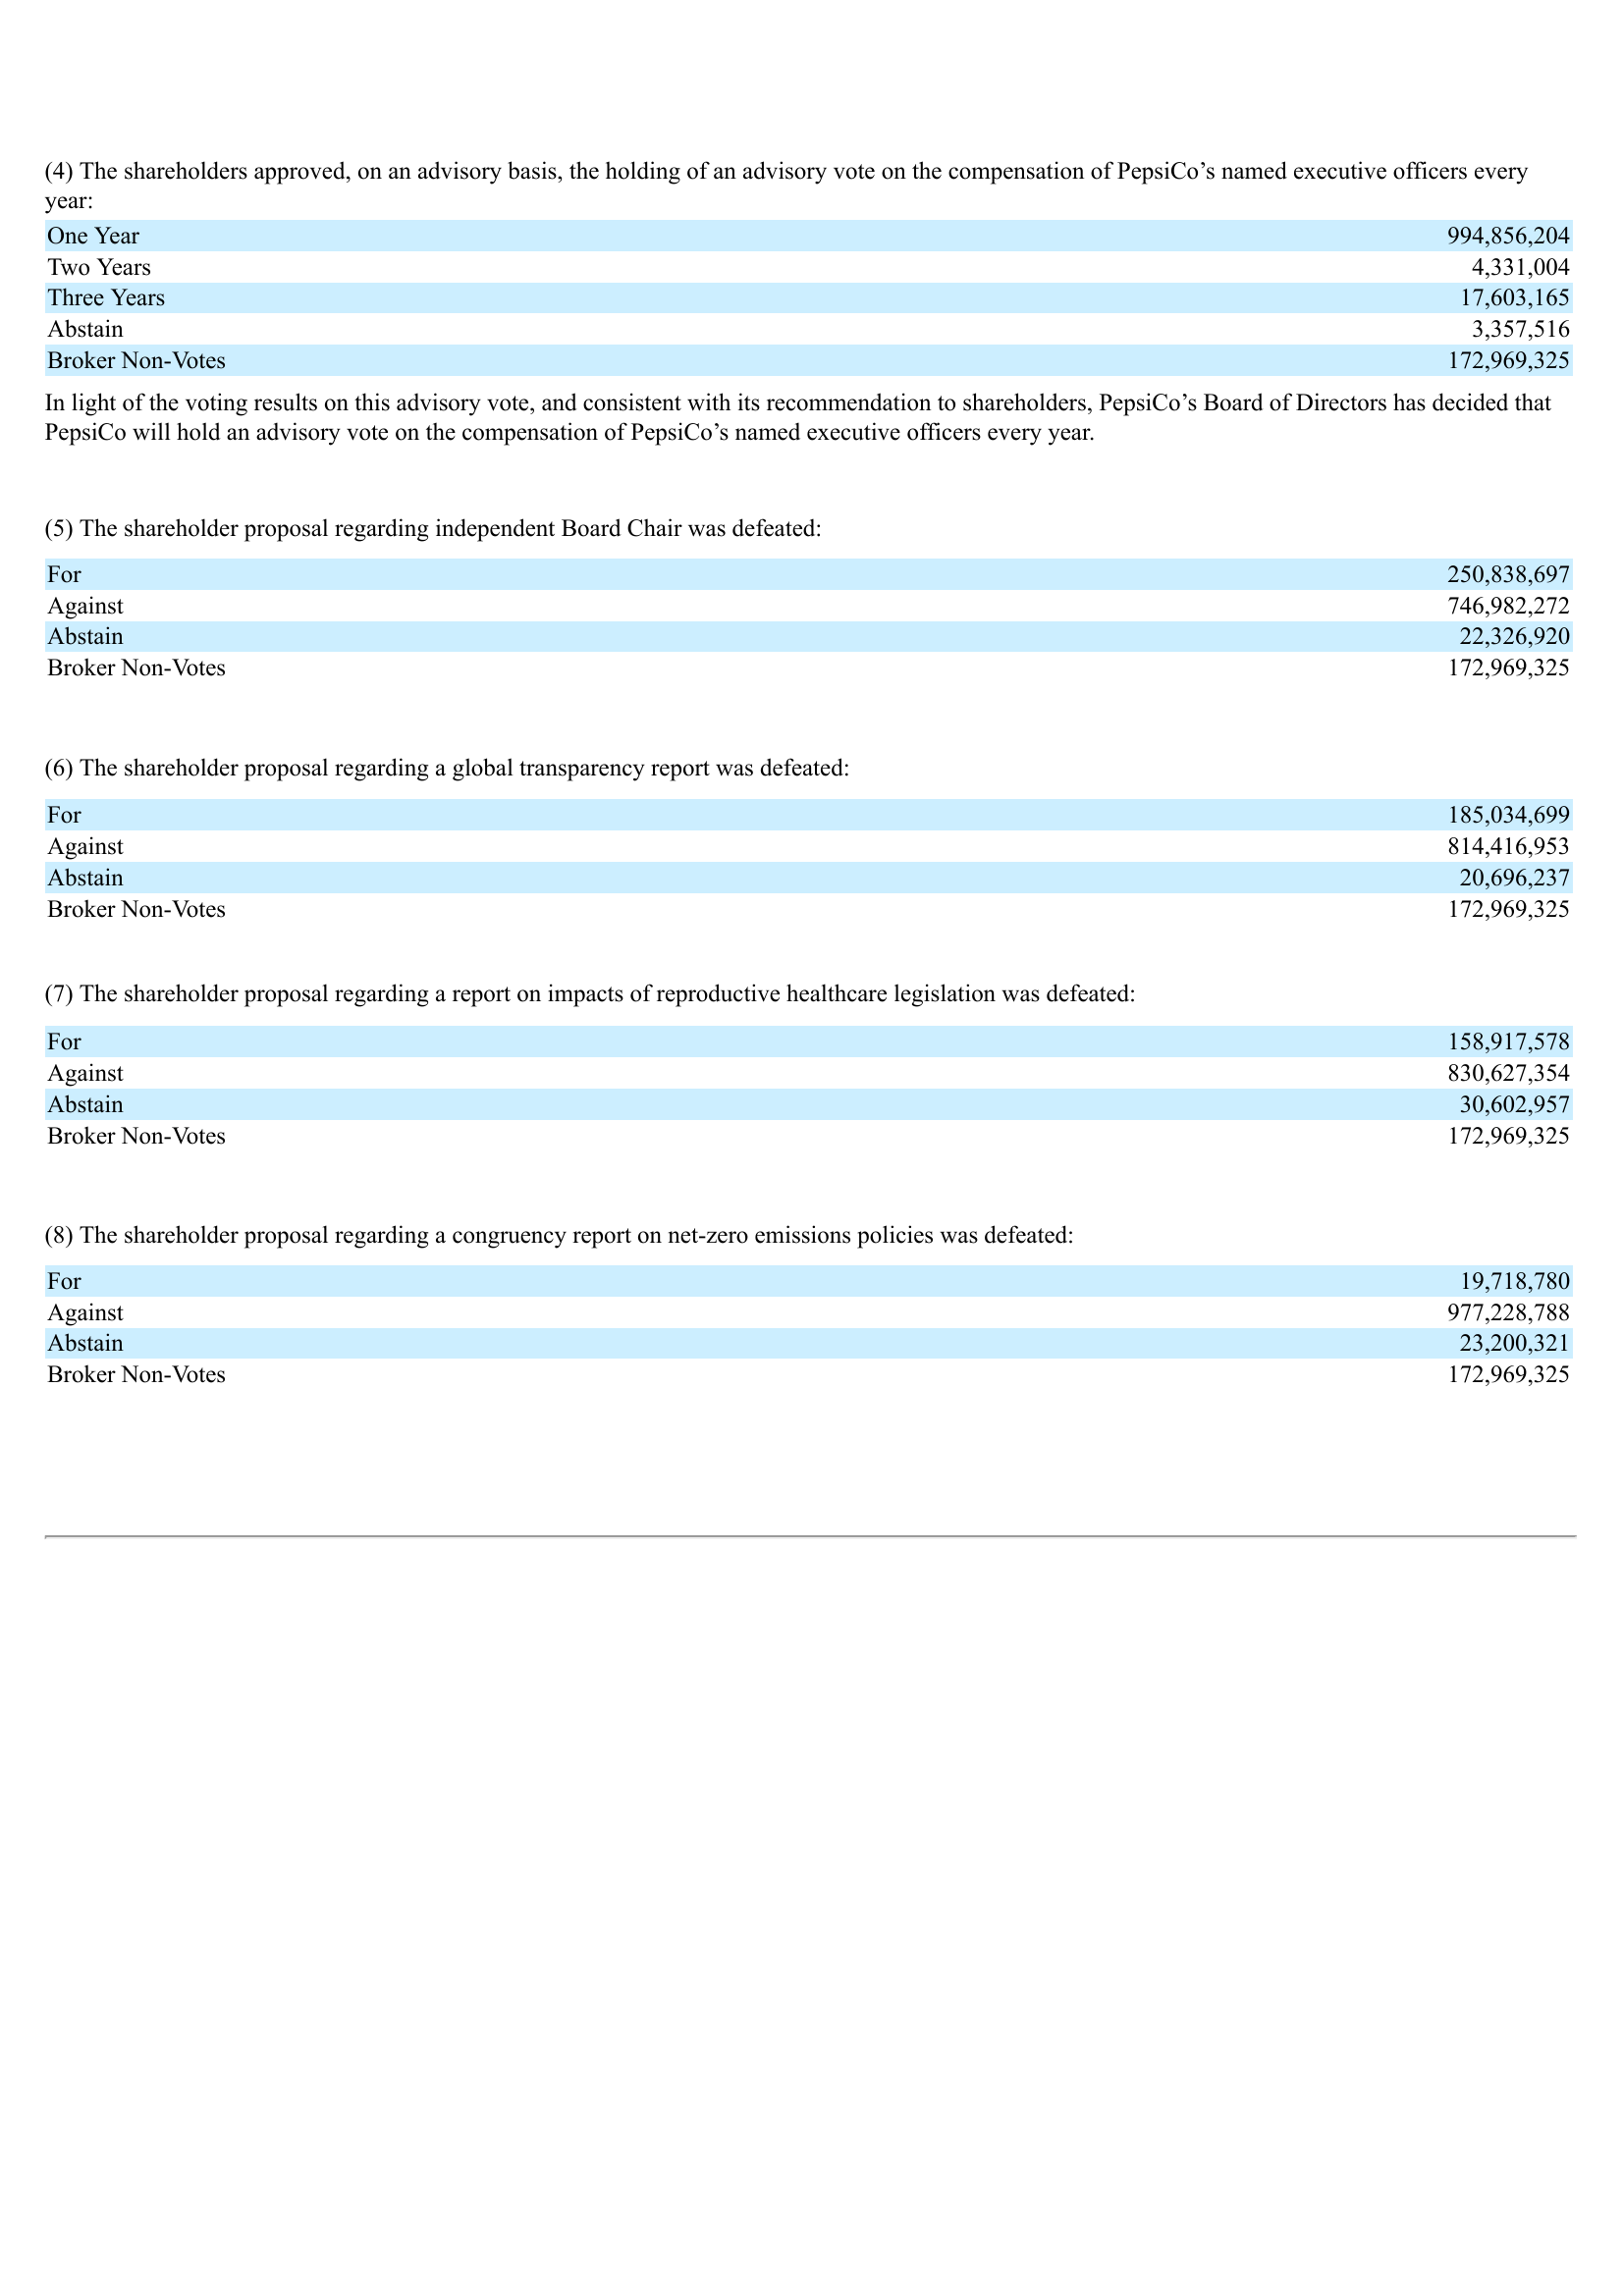 (4) The shareholders approved, on an advisory basis, the holding of an advisory vote on the compensation of PepsiCo’s named executive officers every
year:
One Year 994,856,204
Two Years 4,331,004
Three Years 17,603,165
Abstain 3,357,516
Broker Non-Votes 172,969,325
In light of the voting results on this advisory vote, and consistent with its recommendation to shareholders, PepsiCo’s Board of Directors has decided that
PepsiCo will hold an advisory vote on the compensation of PepsiCo’s named executive officers every year.
(5) The shareholder proposal regarding independent Board Chair was defeated:
For 250,838,697
Against 746,982,272
Abstain 22,326,920
Broker Non-Votes 172,969,325
(6) The shareholder proposal regarding a global transparency report was defeated:
For 185,034,699
Against 814,416,953
Abstain 20,696,237
Broker Non-Votes 172,969,325
(7) The shareholder proposal regarding a report on impacts of reproductive healthcare legislation was defeated:
For 158,917,578
Against 830,627,354
Abstain 30,602,957
Broker Non-Votes 172,969,325
(8) The shareholder proposal regarding a congruency report on net-zero emissions policies was defeated:
For 19,718,780
Against 977,228,788
Abstain 23,200,321
Broker Non-Votes 172,969,325